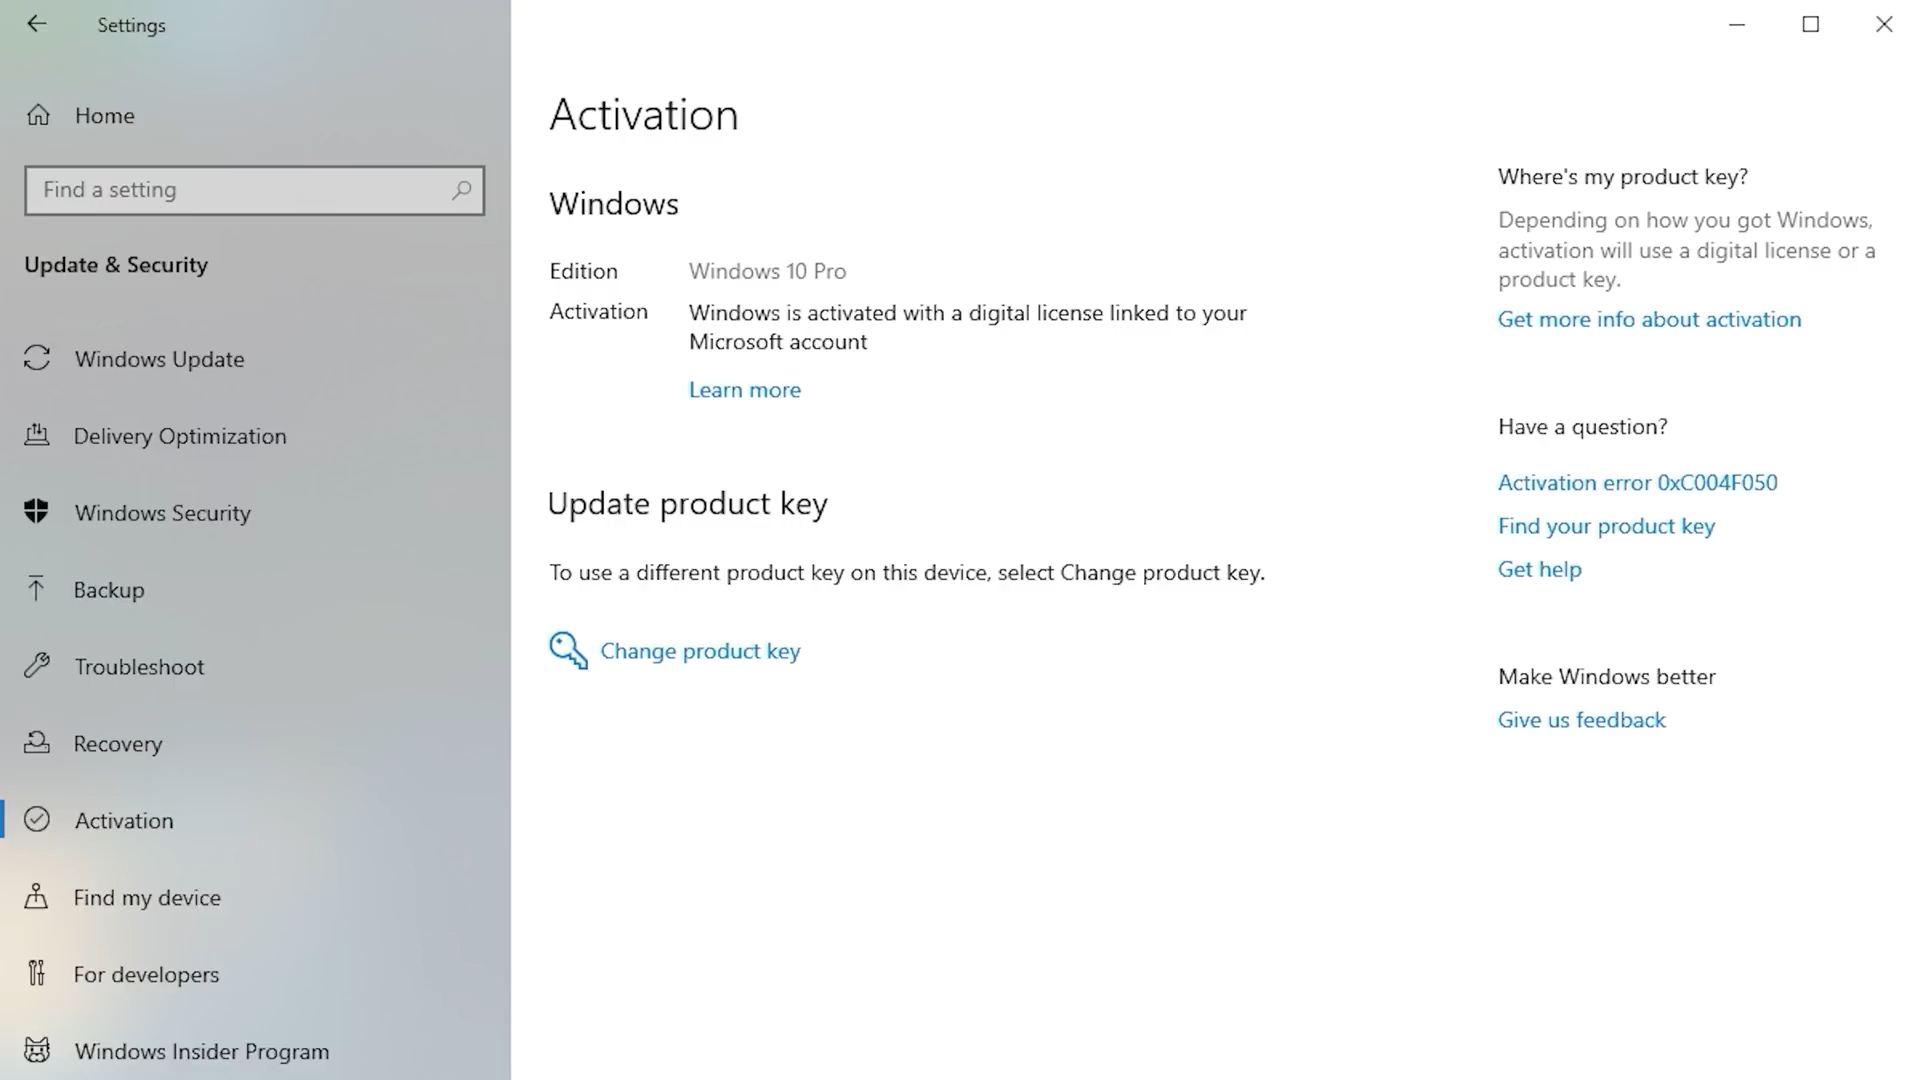 Settings
Home
Find a setting
Update & Security
Windows Update
Delivery Optimization
Windows Security
Backup
Troubleshoot
Recovery
Activation
Find my device
For developers
Windows Insider Program
Activation
Windows
Edition Windows 10 Pro
Activation Windows is activated with a digital license linked to your
Microsoft account
Learn more
Update product key
To use a different product key on this device, select Change product key.
Change product key
Where's my product key?
Depending on how you got Windows,
activation will use a digital license or a
product key.
Get more info about activation
Have a question?
Activation error 0xC004F050
Find your product key
Get help
Make Windows better
Give us feedback